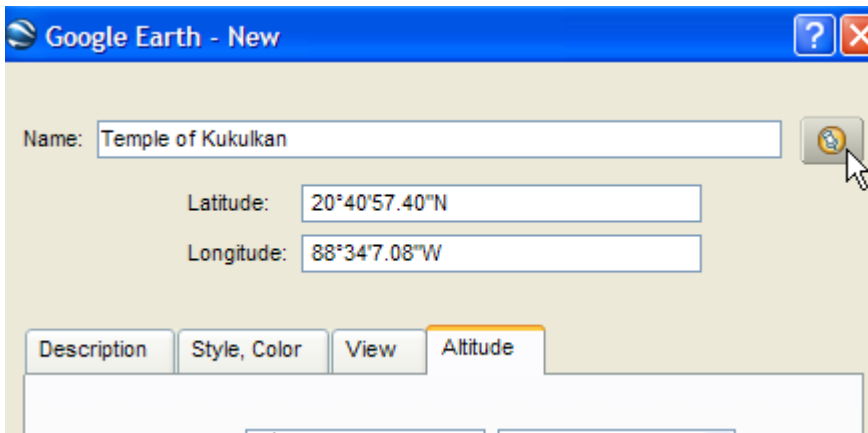 Google Earth - New
Name: Temple of Kukulkan
Latitude: 20°40'57.40"N
Longitude: 88°34'7.08"W
Description Style, Color View Altitude